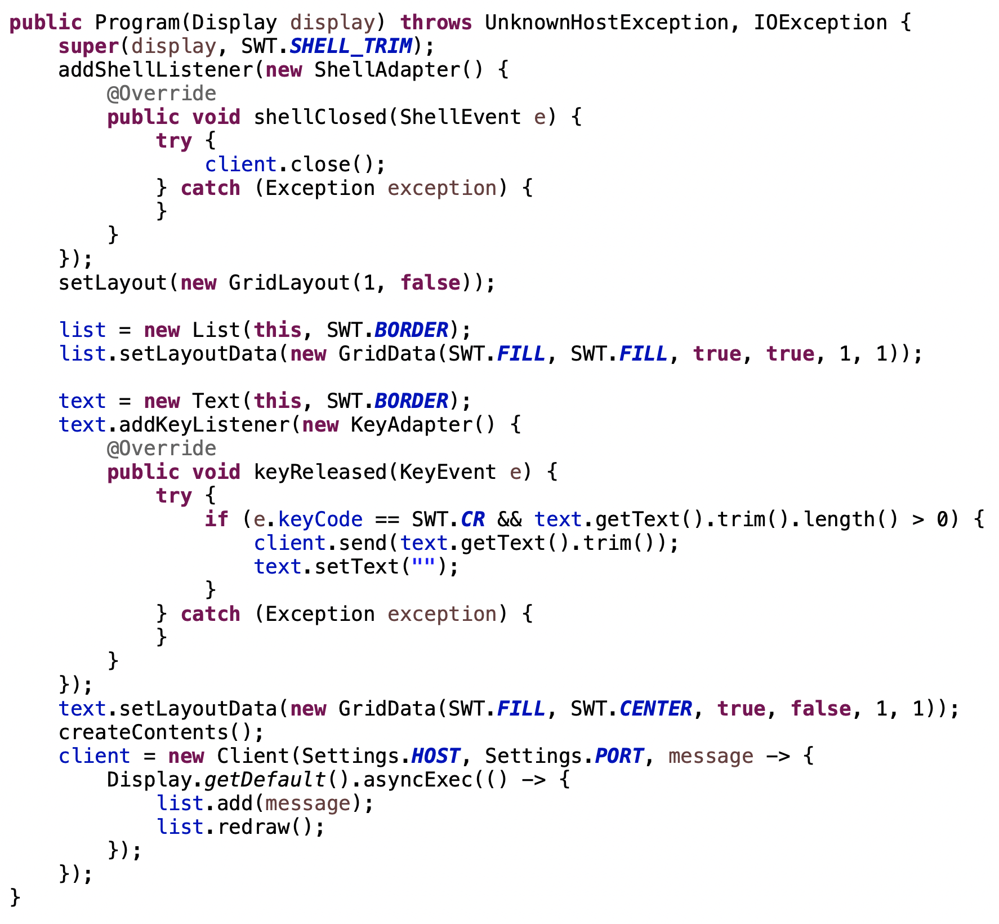 public Program(Display display) throws UnknownHostException, IOException {
    super(display, SWT.SHELL_TRIM);
    addShellListener(new ShellAdapter() {
        @Override
        public void shellClosed(ShellEvent e) {
            try {
                client.close();
            } catch (Exception exception) {
            }
        }
    });
    setLayout(new GridLayout(1, false));

    list = new List(this, SWT.BORDER);
    list.setLayoutData(new GridData(SWT.FILL, SWT.FILL, true, true, 1, 1));

    text = new Text(this, SWT.BORDER);
    text.addKeyListener(new KeyAdapter() {
        @Override
        public void keyReleased(KeyEvent e) {
            try {
                if (e.keyCode == SWT.CR && text.getText().trim().length() > 0) {
                    client.send(text.getText().trim());
                    text.setText("");
                }
            } catch (Exception exception) {
            }
        }
    });
    text.setLayoutData(new GridData(SWT.FILL, SWT.CENTER, true, false, 1, 1));
    createContents();
    client = new Client(Settings.HOST, Settings.PORT, message -> {
        Display.getDefault().asyncExec(() -> {
            list.add(message);
            list.redraw();
        });
    });
}